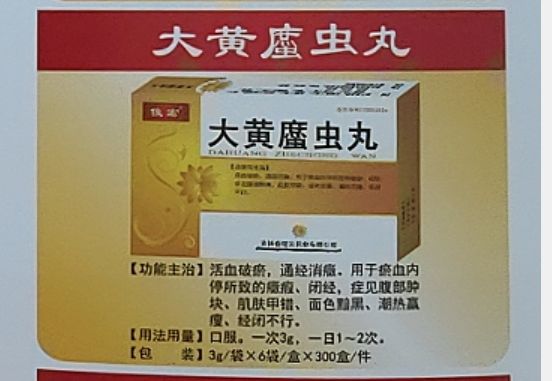 大黄䗪虫丸
大黄䗪虫丸
DAHUANG ZHECHONG WAN
【功能主治】活血破瘀，通经消癥。用于瘀血内
停所致的癥瘕、闭经，症见腹部肿
块、肌肤甲错、面色黯黑、潮热羸
瘦、经闭不行。
【用法用量】口服。一次3g，一日1～2次。
【包　　装】3g/袋×6袋/盒×300盒/件